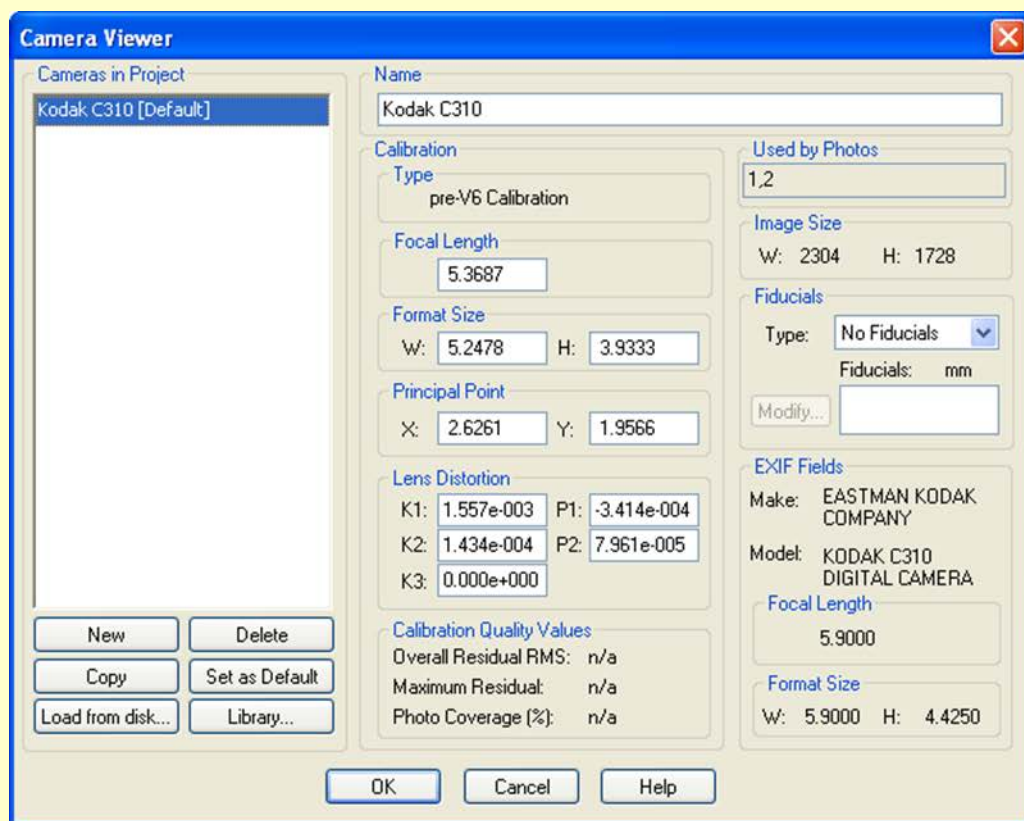 Camera Viewer
Cameras in Project
Kodak C310 [Default]
New
Delete
Copy
Set as Default
Load from disk...
Library...
Name
Kodak C310
Calibration
Type
pre-V6 Calibration
Focal Length
5.3687
Format Size
W: 5.2478 H: 3.9333
Principal Point
X: 2.6261 Y: 1.9566
Lens Distortion
K1: 1.557e-003 P1: -3.414e-004
K2: 1.434e-004 P2: 7.961e-005
K3: 0.000e+000
Calibration Quality Values
Overall Residual RMS: n/a
Maximum Residual: n/a
Photo Coverage (%): n/a
Used by Photos
1,2
Image Size
W: 2304 H: 1728
Fiducials
Type: No Fiducials
Fiducials: mm
Modify...
EXIF Fields
Make: EASTMAN KODAK
COMPANY
Model: KODAK C310
DIGITAL CAMERA
Focal Length
5.9000
Format Size
W: 5.9000 H: 4.4250
OK
Cancel
Help